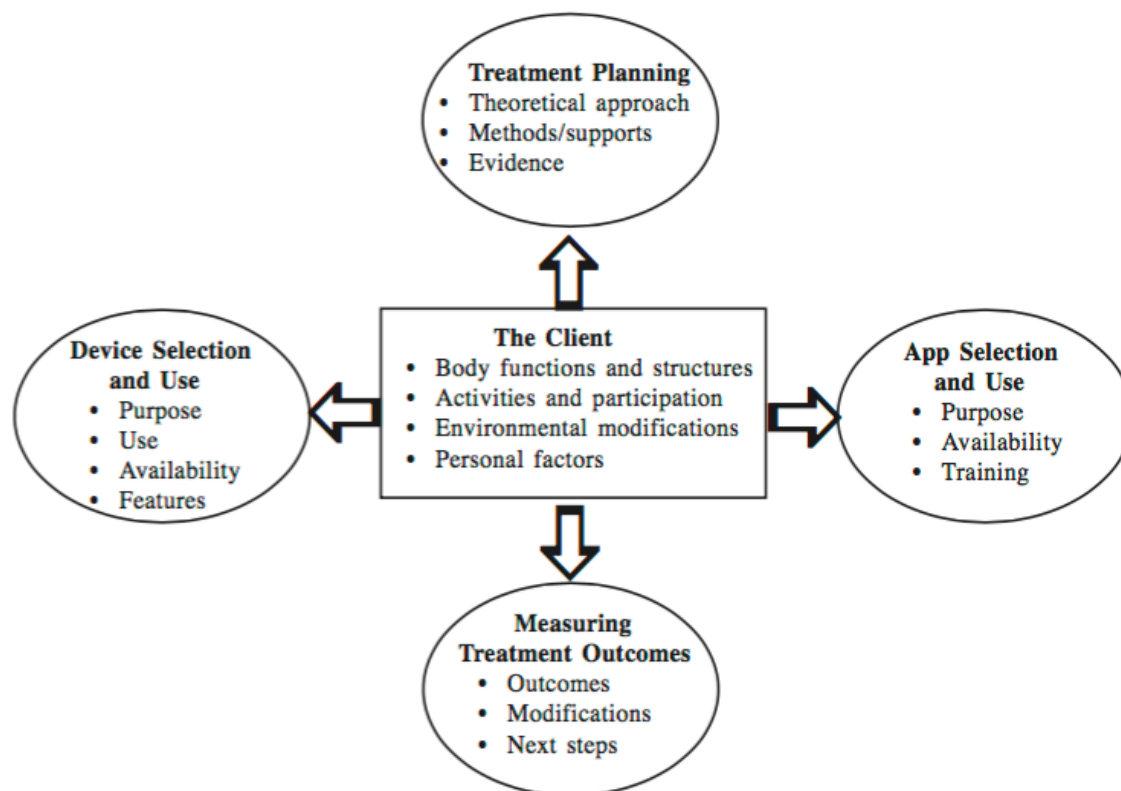 Treatment Planning
• Theoretical approach
• Methods/supports
• Evidence
Device Selection
and Use
• Purpose
• Use
• Availability
• Features
The Client
• Body functions and structures
• Activities and participation
• Environmental modifications
• Personal factors
App Selection
and Use
• Purpose
• Availability
• Training
Measuring
Treatment Outcomes
• Outcomes
• Modifications
• Next steps